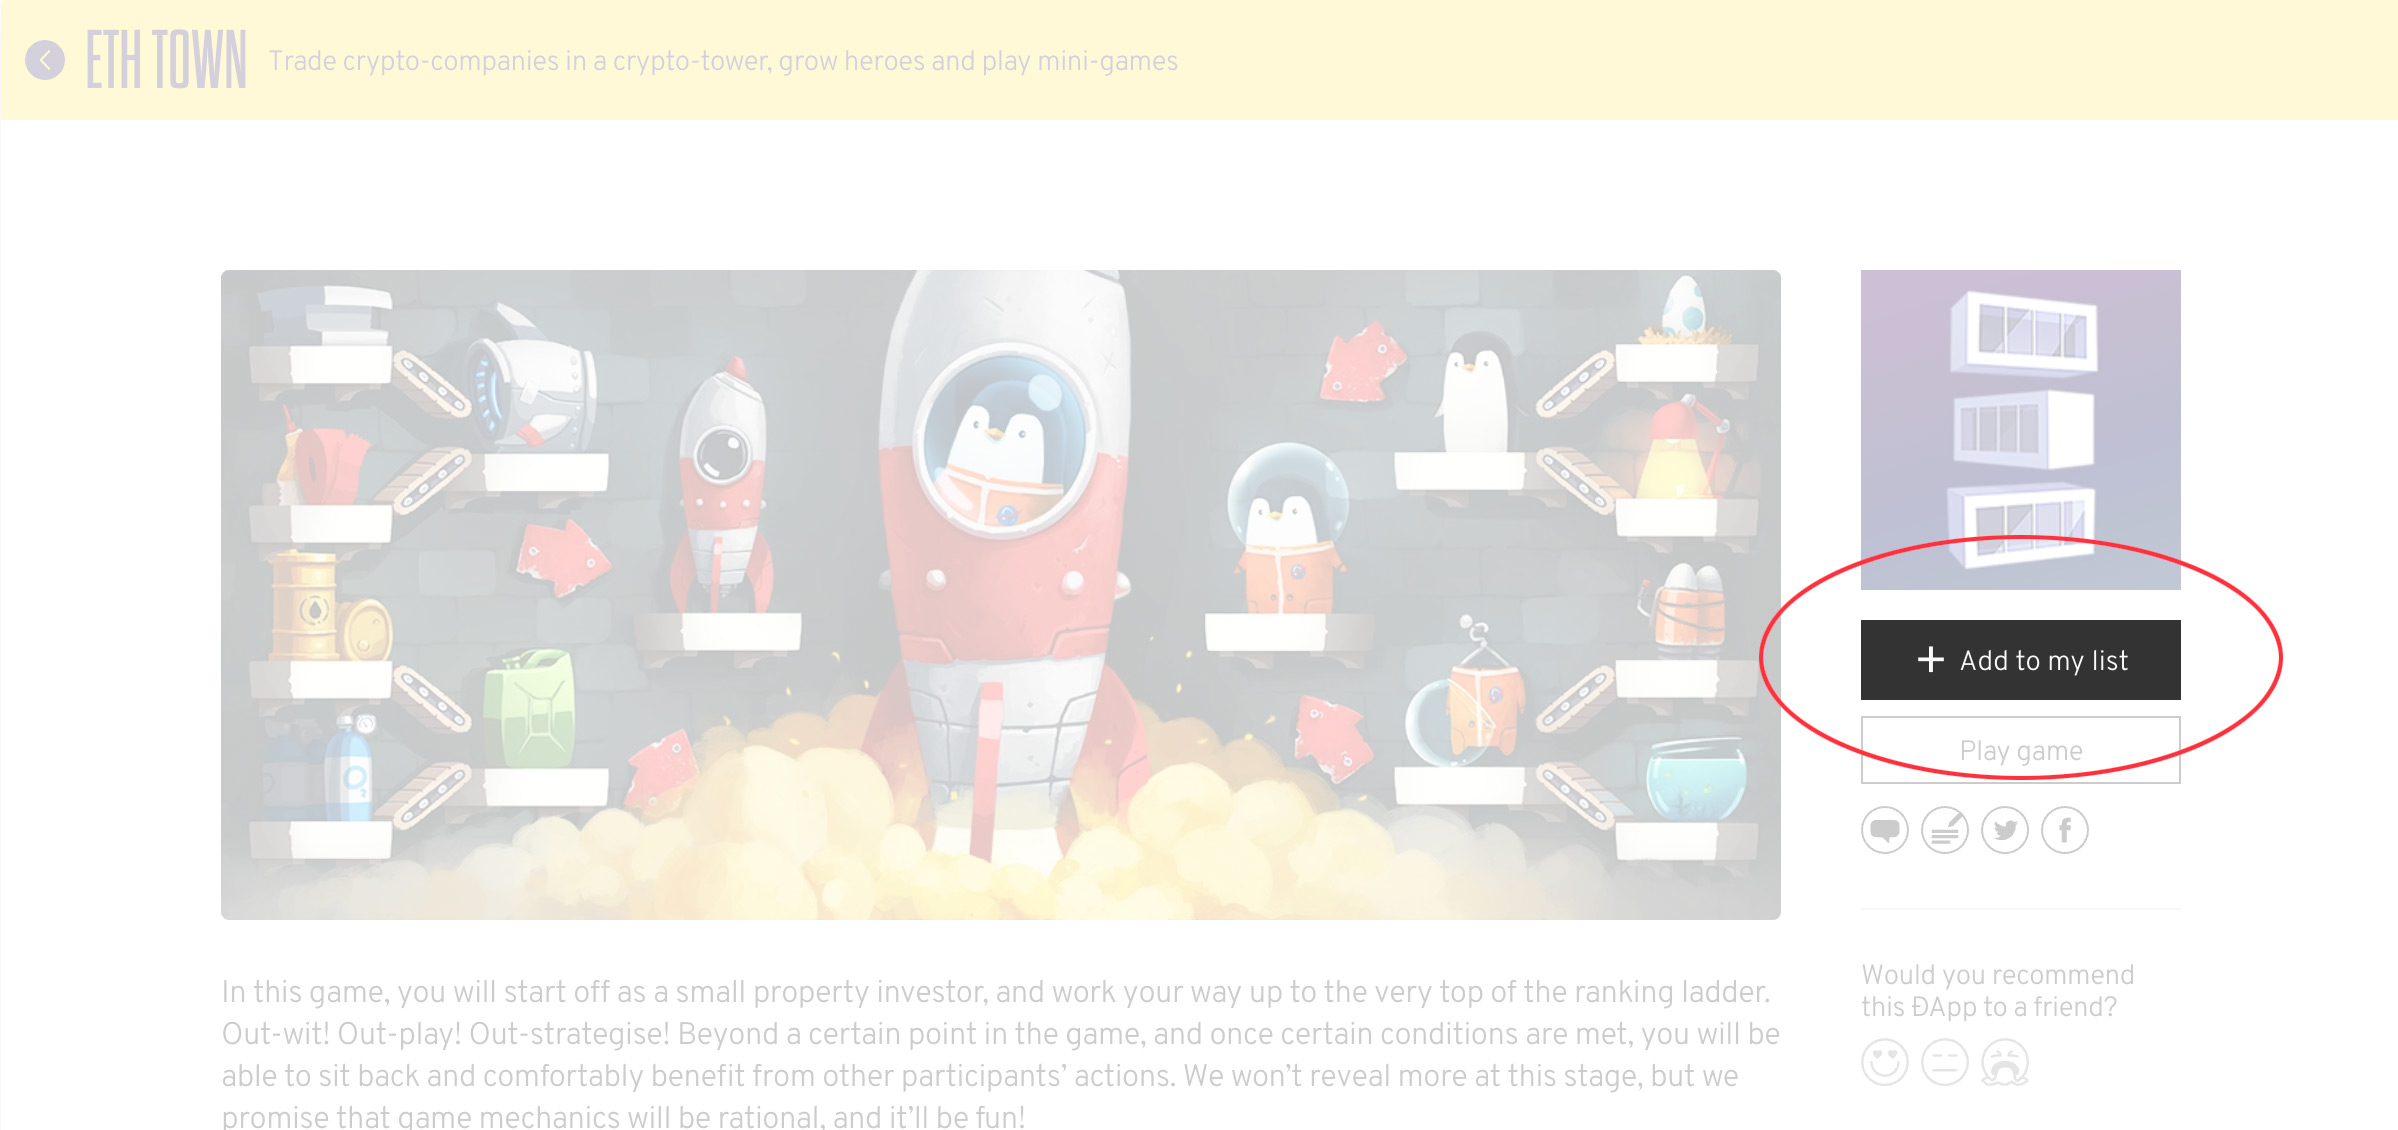 ETH TOWN Trade crypto-companies in a crypto-tower, grow heroes and play mini-games
O2
Add to my list
Play game
In this game, you will start off as a small property investor, and work your way up to the very top of the ranking ladder.
Out-wit! Out-play! Out-strategise! Beyond a certain point in the game, and once certain conditions are met, you will be
able to sit back and comfortably benefit from other participants’ actions. We won’t reveal more at this stage, but we
promise that game mechanics will be rational, and it’ll be fun!
Would you recommend
this ÐApp to a friend?